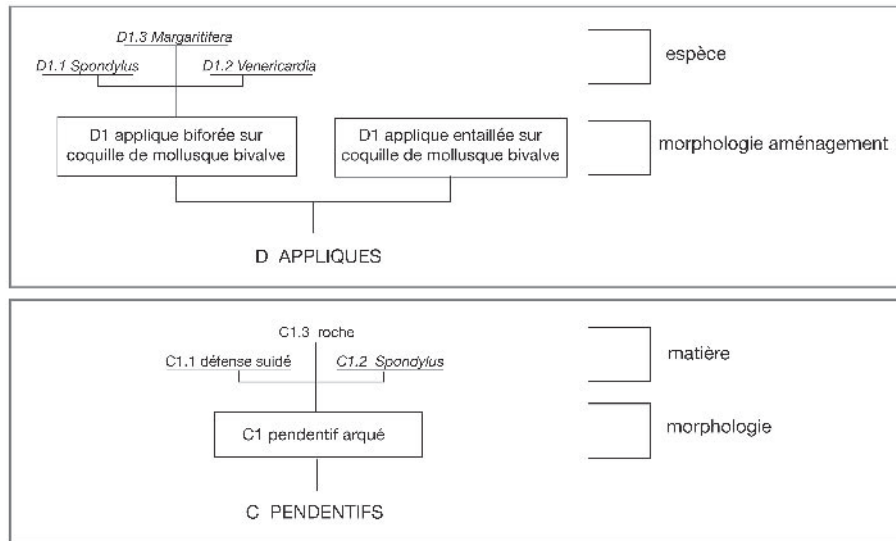 D1.3 Margaritifera
D1.1 Spondylus
D1.2 Venericardia
espèce
D1 applique biforée sur
coquille de mollusque bivalve
D1 applique entaillée sur
coquille de mollusque bivalve
morphologie aménagement
D APPLIQUES
C1.3 roche
C1.1 défense suidé
C1.2 Spondylus
matière
C1 pendentif arqué
morphologie
C PENDENTIFS